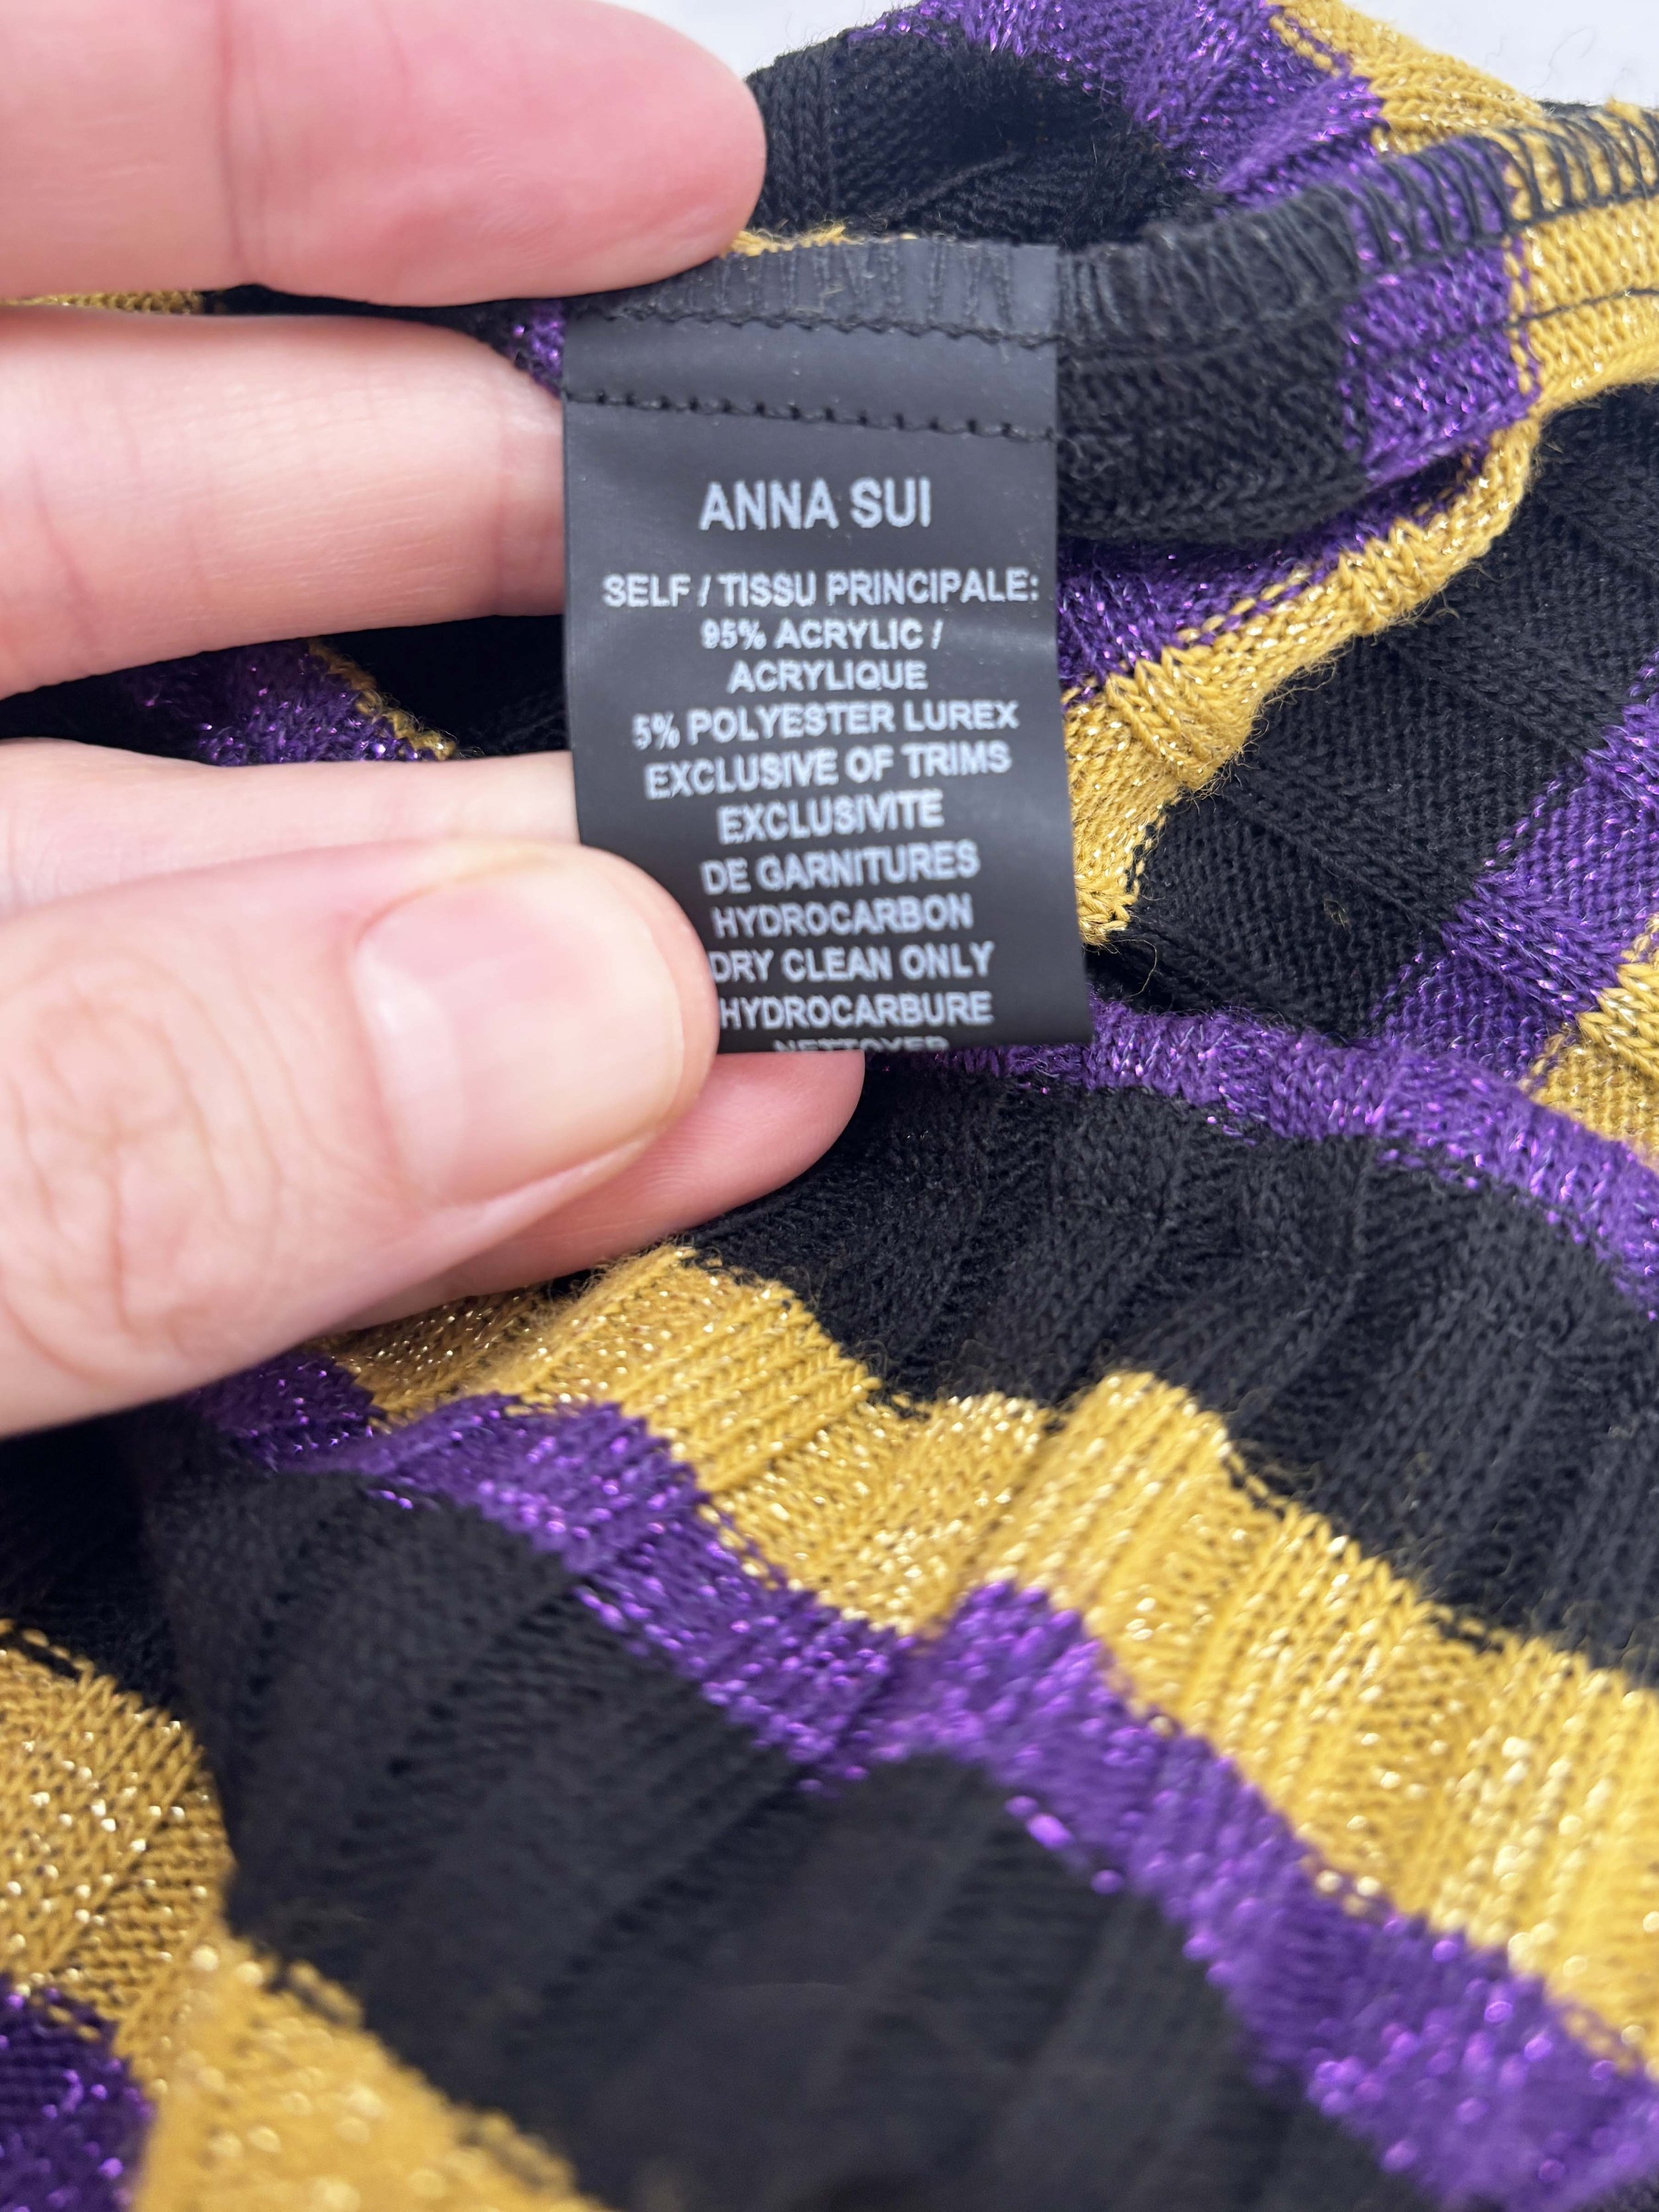 ANNA SUI
SELF / TISSU PRINCIPALE:
95% ACRYLIC /
ACRYLIQUE
5% POLYESTER LUREX
EXCLUSIVE OF TRIMS
EXCLUSIVITE
DE GARNITURES
HYDROCARBON
DRY CLEAN ONLY
HYDROCARBURE
NETTOYER